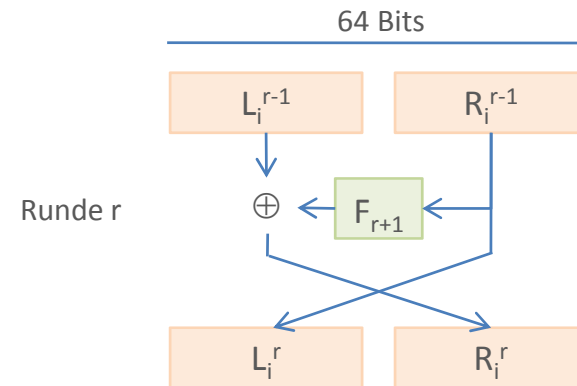 64 Bits
L_i^{r-1} R_i^{r-1}
⊕
Runde r F_{r+1}
L_i^r R_i^r